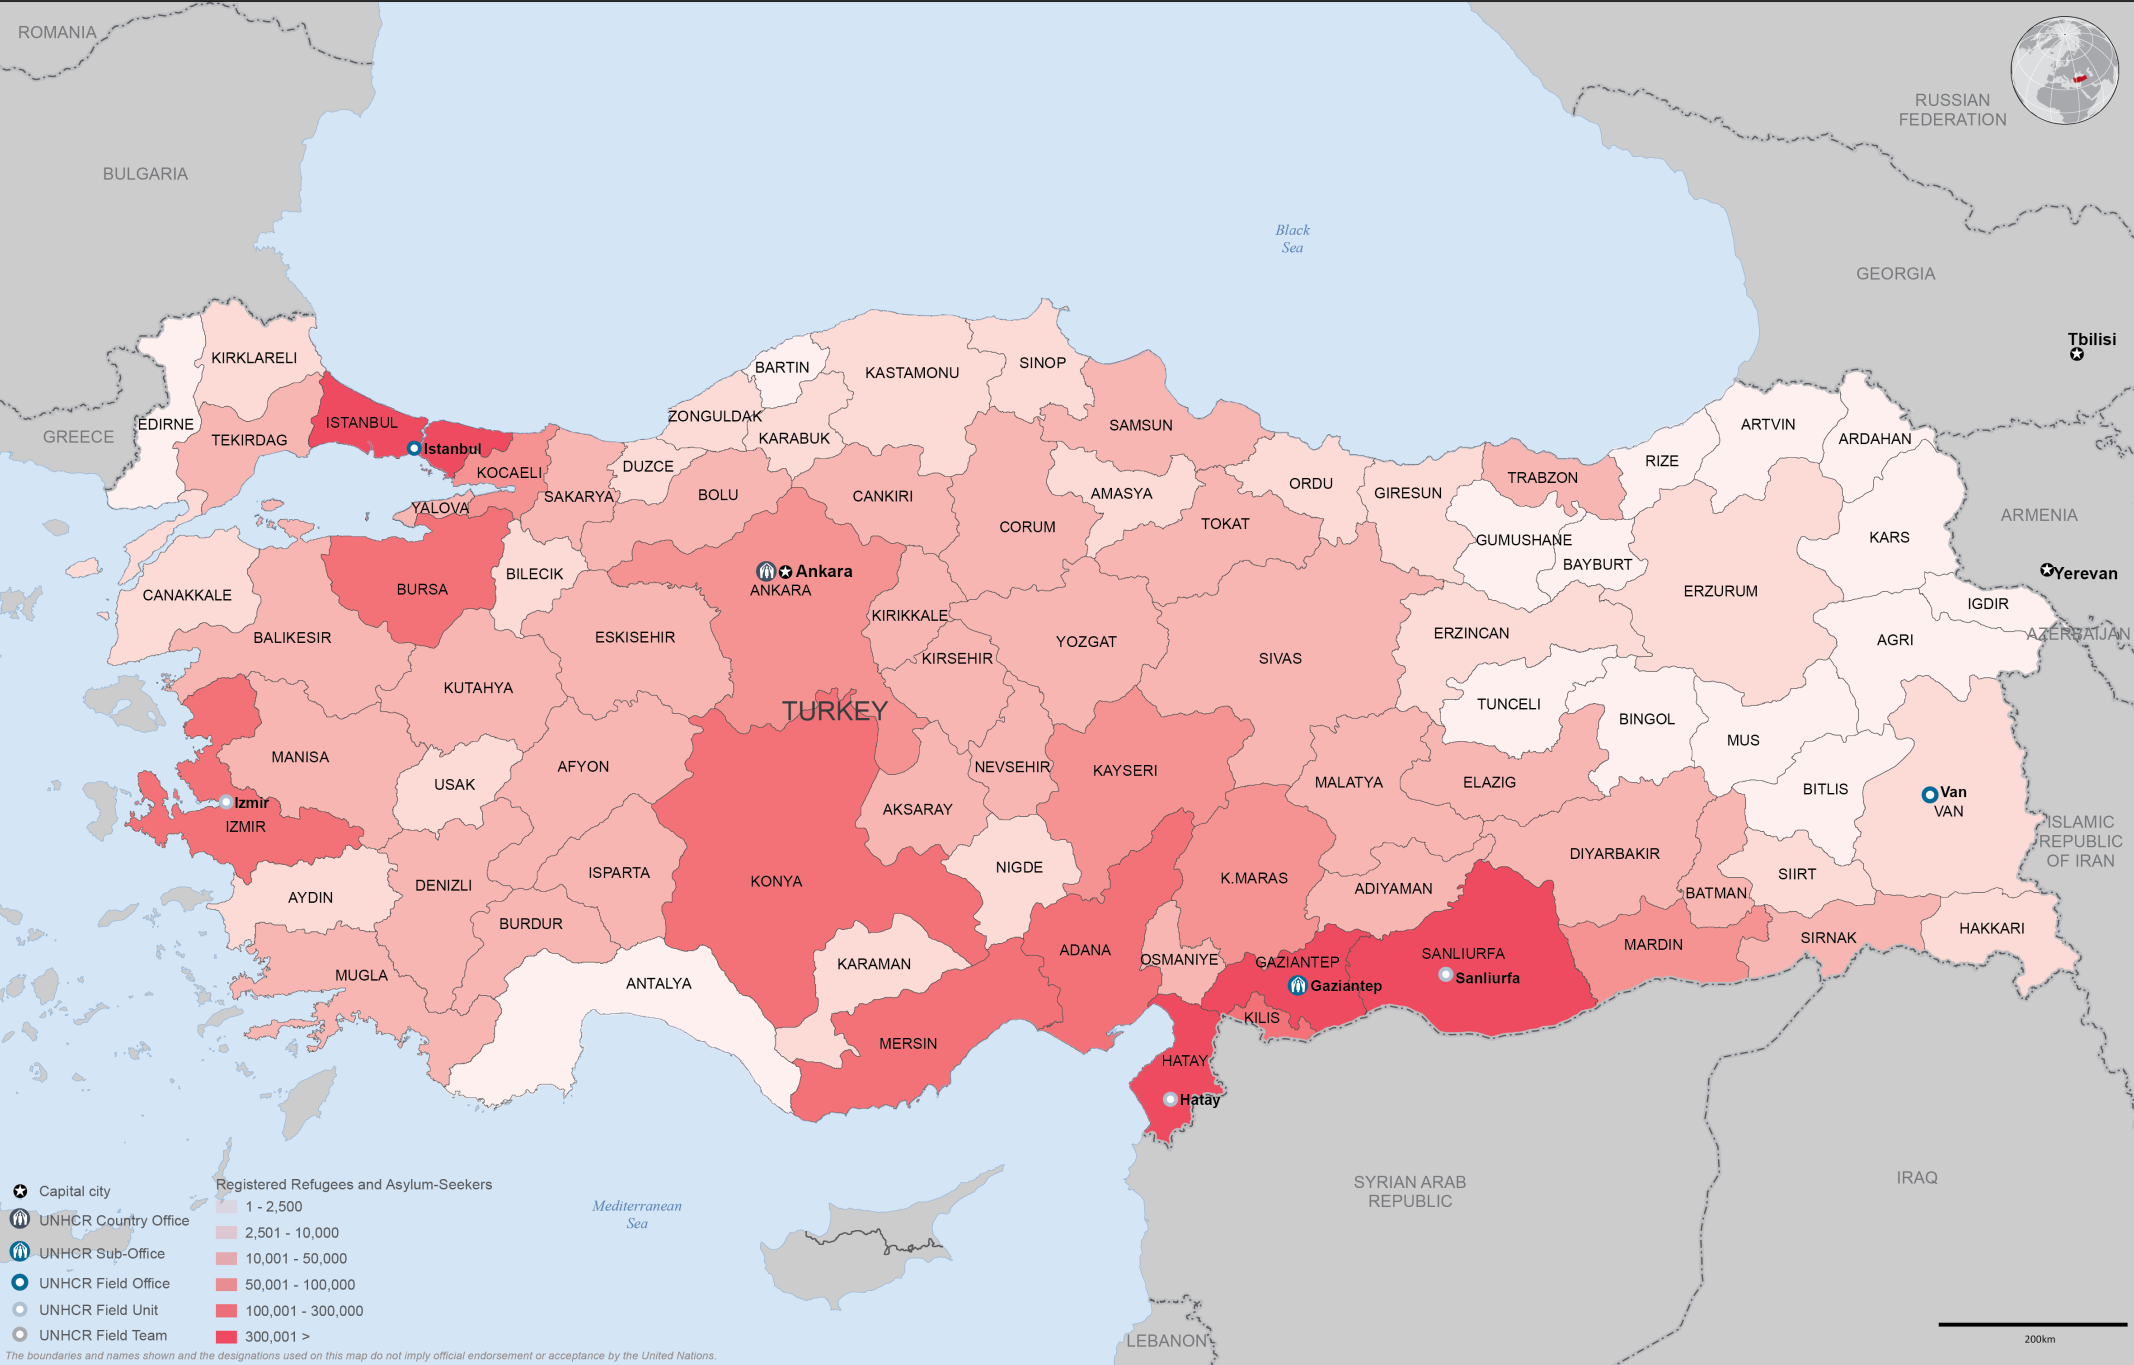 ROMANIA
BULGARIA
GREECE
RUSSIAN
FEDERATION
GEORGIA
Tbilisi
ARMENIA
Yerevan
AZERBAIJAN
ISLAMIC
REPUBLIC
OF IRAN
IRAQ
SYRIAN ARAB
REPUBLIC
LEBANON
Black
Sea
Mediterranean
Sea
TURKEY
KIRKLARELI
EDIRNE
TEKIRDAG
ISTANBUL
Istanbul
KOCAELI
YALOVA
SAKARYA
DUZCE
BOLU
ZONGULDAK
BARTIN
KARABUK
KASTAMONU
SINOP
CANKIRI
CORUM
SAMSUN
AMASYA
TOKAT
ORDU
GIRESUN
TRABZON
GUMUSHANE
BAYBURT
RIZE
ARTVIN
ARDAHAN
KARS
IGDIR
AGRI
ERZURUM
ERZINCAN
CANAKKALE
BALIKESIR
BURSA
BILECIK
ESKISEHIR
Ankara
ANKARA
KIRIKKALE
KIRSEHIR
YOZGAT
SIVAS
KUTAHYA
MANISA
USAK
AFYON
Izmir
IZMIR
AYDIN
DENIZLI
MUGLA
BURDUR
ISPARTA
ANTALYA
KONYA
AKSARAY
NEVSEHIR
KAYSERI
NIGDE
KARAMAN
MERSIN
ADANA
OSMANIYE
K.MARAS
MALATYA
ELAZIG
TUNCELI
BINGOL
MUS
BITLIS
Van
VAN
DIYARBAKIR
BATMAN
SIIRT
ADIYAMAN
GAZIANTEP
Gaziantep
KILIS
HATAY
Hatay
SANLIURFA
Sanliurfa
MARDIN
SIRNAK
HAKKARI
Capital city
UNHCR Country Office
UNHCR Sub-Office
UNHCR Field Office
UNHCR Field Unit
UNHCR Field Team
Registered Refugees and Asylum-Seekers
1 - 2,500
2,501 - 10,000
10,001 - 50,000
50,001 - 100,000
100,001 - 300,000
300,001 >
200km
The boundaries and names shown and the designations used on this map do not imply official endorsement or acceptance by the United Nations.